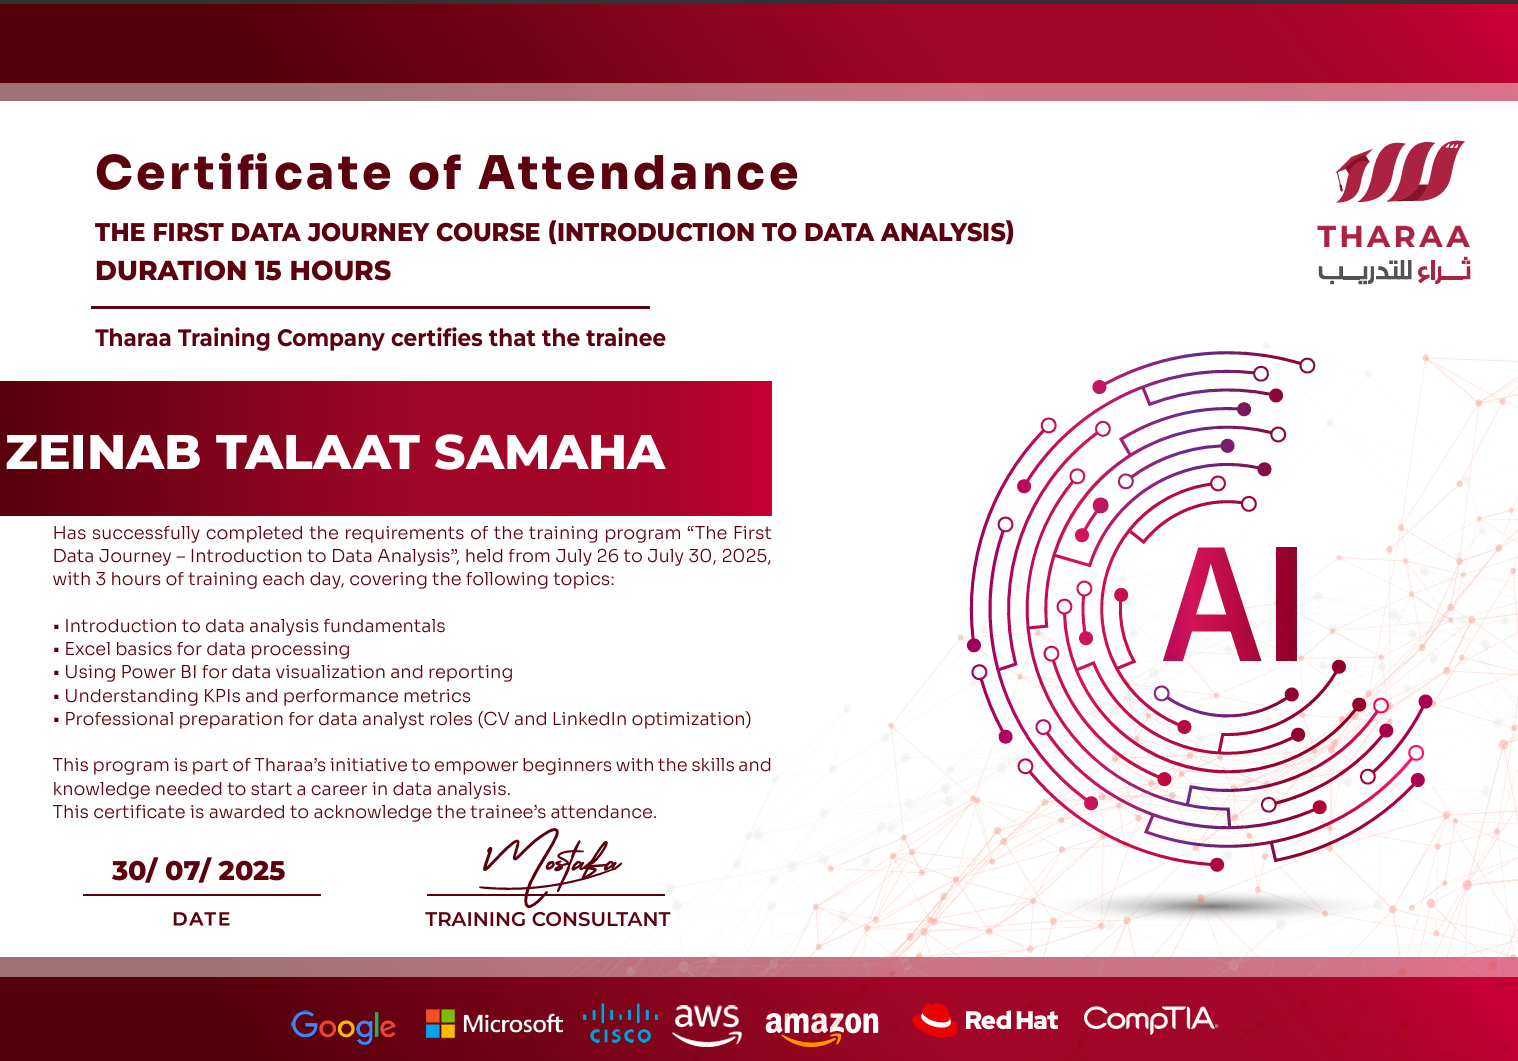 Certificate of Attendance
THE FIRST DATA JOURNEY COURSE (INTRODUCTION TO DATA ANALYSIS)
DURATION 15 HOURS
Tharaa Training Company certifies that the trainee
THARAA
ثـــراء للتدريـــب
ZEINAB TALAAT SAMAHA
Has successfully completed the requirements of the training program “The First
Data Journey – Introduction to Data Analysis”, held from July 26 to July 30, 2025,
with 3 hours of training each day, covering the following topics:
▪ Introduction to data analysis fundamentals
▪ Excel basics for data processing
▪ Using Power BI for data visualization and reporting
▪ Understanding KPIs and performance metrics
▪ Professional preparation for data analyst roles (CV and LinkedIn optimization)
This program is part of Tharaa’s initiative to empower beginners with the skills and
knowledge needed to start a career in data analysis.
This certificate is awarded to acknowledge the trainee’s attendance.
AI
30/ 07/ 2025
DATE
Mostafa
TRAINING CONSULTANT
Google Microsoft CISCO aws amazon Red Hat CompTIA.